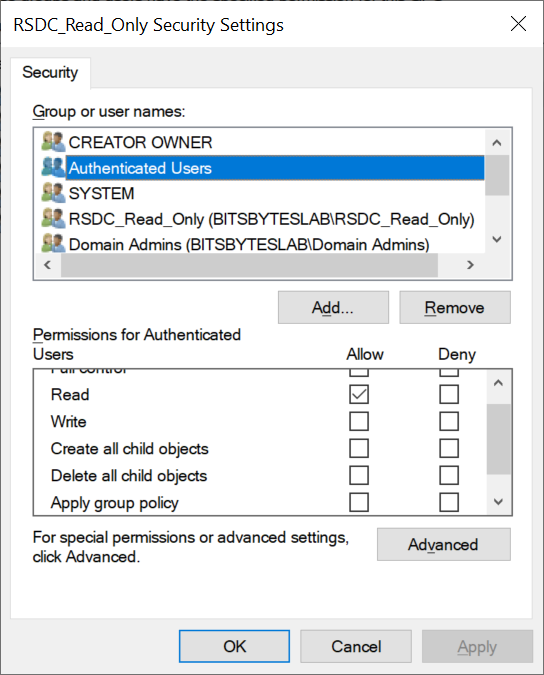 RSDC_Read_Only Security Settings
Security
Group or user names:
CREATOR OWNER
Authenticated Users
SYSTEM
RSDC_Read_Only (BITSBYTESLAB\RSDC_Read_Only)
Domain Admins (BITSBYTESLAB\Domain Admins)
Add...
Remove
Permissions for Authenticated
Users
Allow
Deny
Full control
Read
Write
Create all child objects
Delete all child objects
Apply group policy
For special permissions or advanced settings,
click Advanced.
Advanced
OK
Cancel
Apply